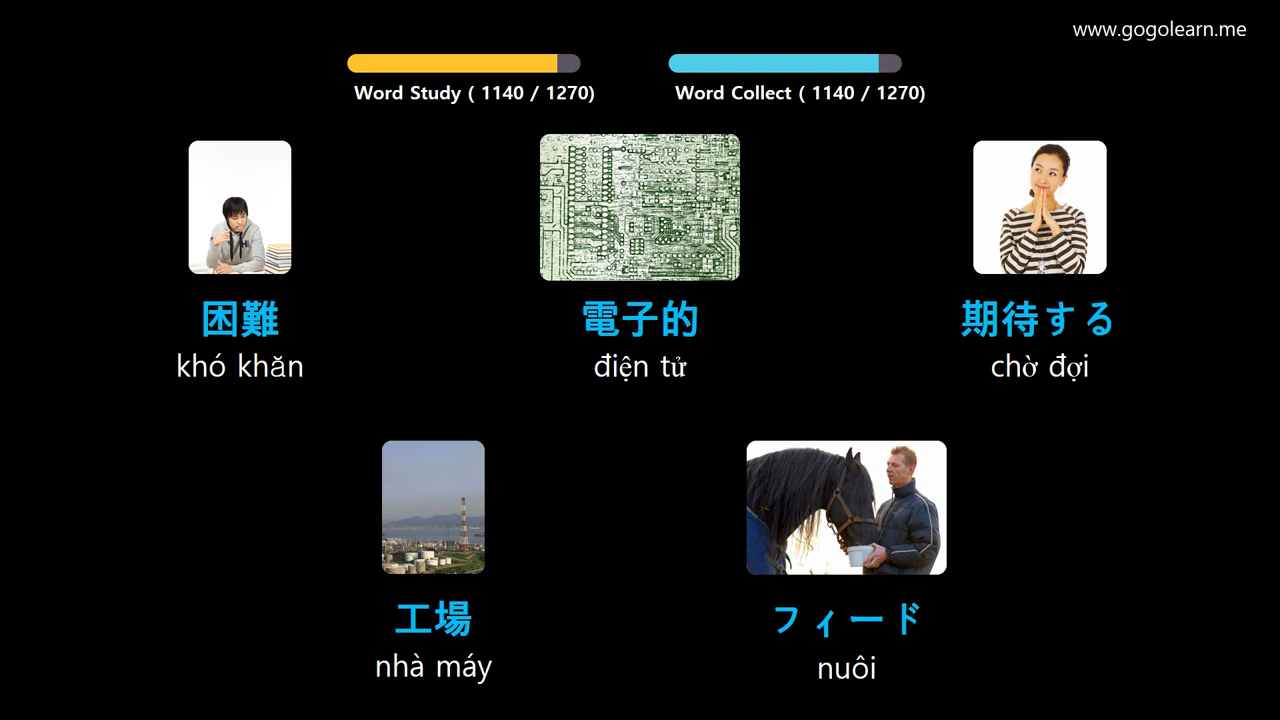 www.gogolearn.me
Word Study ( 1140 / 1270)
Word Collect ( 1140 / 1270)
困難
khó khăn
電子的
điện tử
期待する
chờ đợi
工場
nhà máy
フィード
nuôi